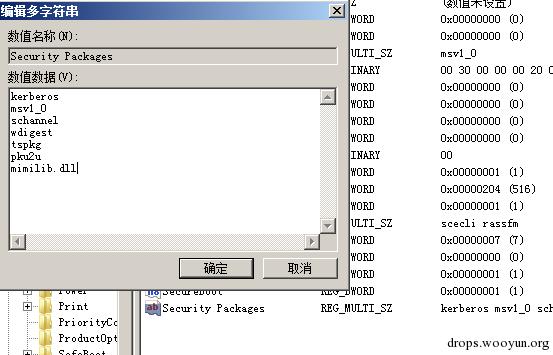 编辑多字符串
数值名称(N):
Security Packages
数值数据(V):
kerberos
msv1_0
schannel
wdigest
tspkg
pku2u
mimilib.dll
确定
取消
Z (数值未设置)
WORD 0x00000000 (0)
WORD 0x00000000 (0)
ULTI_SZ msv1_0
INARY 00 30 00 00 00 20 0
WORD 0x00000000 (0)
WORD 0x00000000 (0)
WORD 0x00000000 (0)
WORD 0x00000000 (0)
INARY 00
WORD 0x00000001 (1)
WORD 0x00000204 (516)
WORD 0x00000001 (1)
ULTI_SZ scecli rassfm
WORD 0x00000007 (7)
WORD 0x00000000 (0)
WORD 0x00000001 (1)
SecureBoot REG_DWORD 0x00000001 (1)
Security Packages REG_MULTI_SZ kerberos msv1_0 sch
Power
Print
PriorityCo
ProductOpt
SafeBoot
drops.wooyun.org